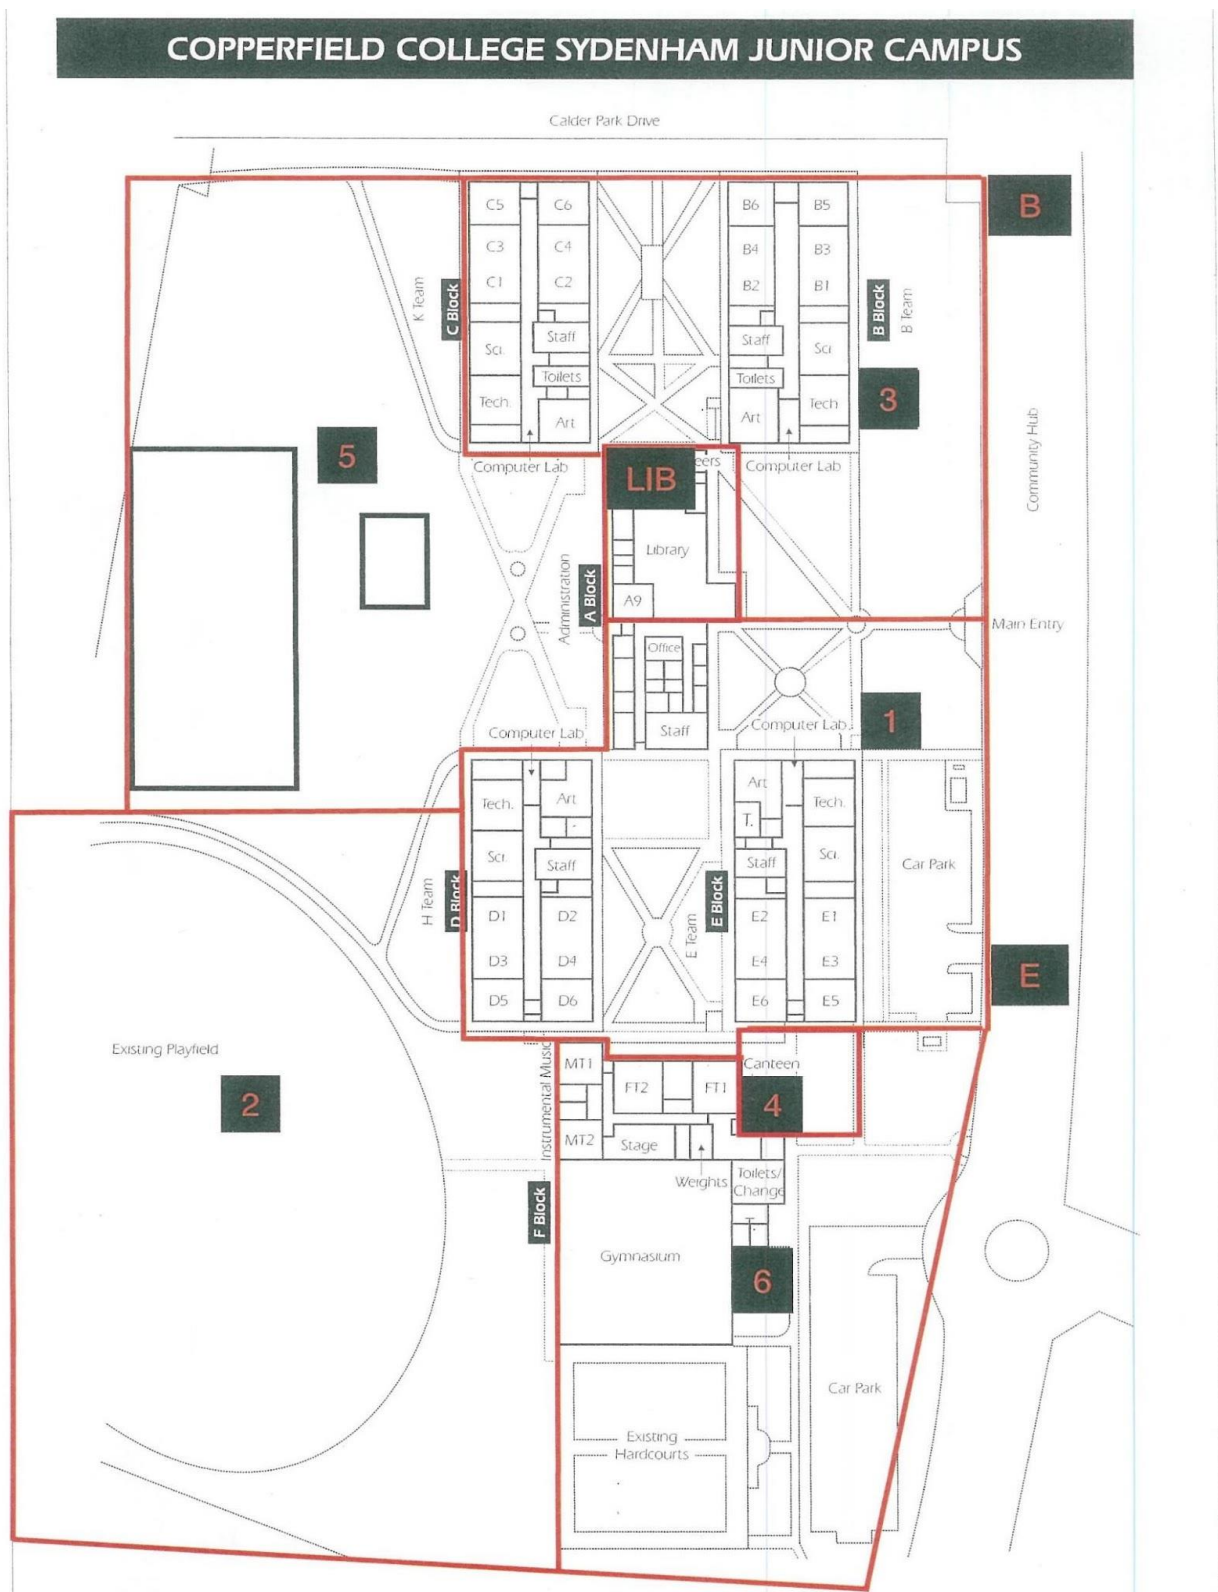 COPPERFIELD COLLEGE SYDENHAM JUNIOR CAMPUS
Calder Park Drive
B
C5
C6
C3
C4
C1
C2
Sci.
Staff
Toilets
Tech.
Art
Computer Lab
K Team
C Block
B6
B5
B4
B3
B2
B1
Staff
Sci
Toilets
Tech
Art
Computer Lab
B Block
B Team
3
Community Hub
5
LIB
eers
Library
A9
Administration
A Block
Main Entry
Office
Staff
1
Computer Lab
Computer Lab
Tech.
Art
Sci.
Staff
D1
D2
D3
D4
D5
D6
H Team
D Block
Art
Tech.
T.
Staff
Sci.
E2
E1
E4
E3
E6
E5
E Team
E Block
Car Park
E
Existing Playfield
2
Instrumental Music
MT1
MT2
FT2
FT1
Canteen
4
Stage
Weights
Toilets/
Change
T
F Block
Gymnasium
6
Car Park
Existing
Hardcourts